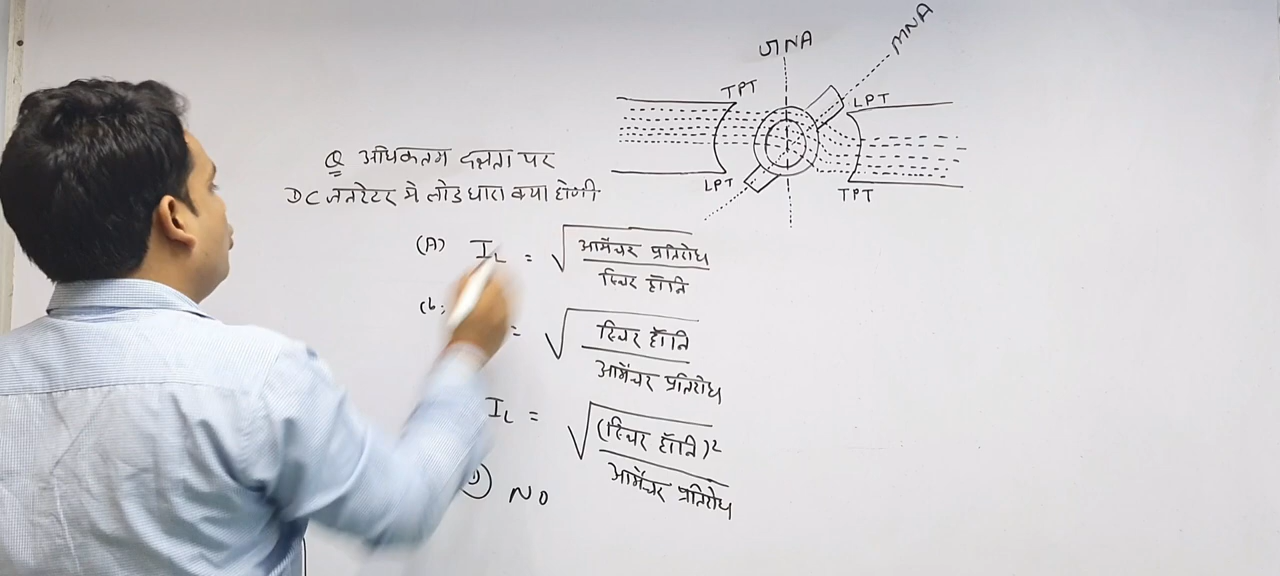 GNA
MNA
TPT
LPT
LPT
TPT
Q अधिकतम दक्षता पर
DC जनरेटर मे लोड धारा क्या होगी
(A) IL = √ आर्मेचर प्रतिरोध
स्थिर हॉनि
(b) = √ स्थिर हॉनि
आर्मेचर प्रतिरोध
IL = √ (स्थिर हॉनि)²
आर्मेचर प्रतिरोध
NO